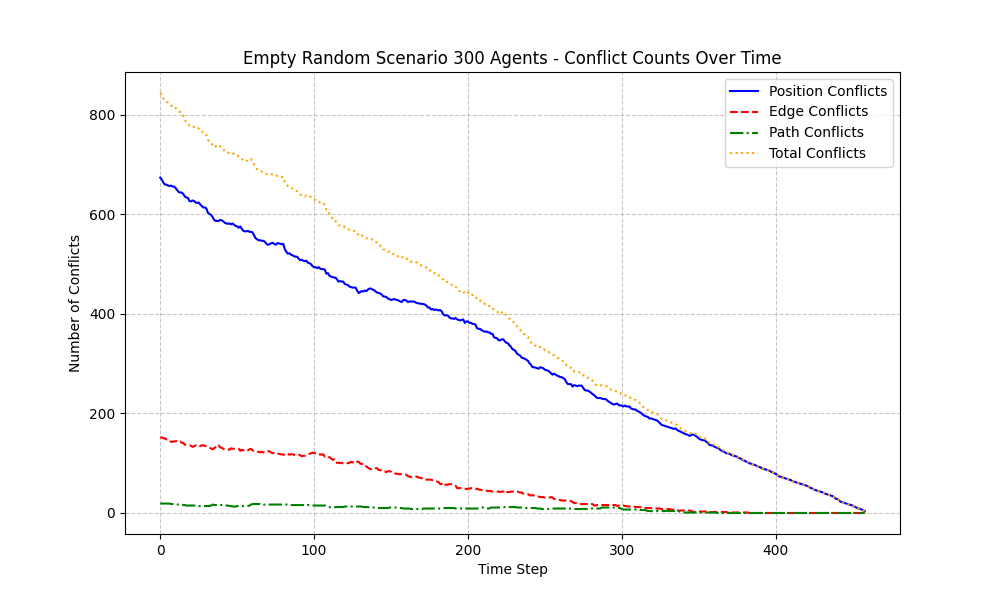 Empty Random Scenario 300 Agents - Conflict Counts Over Time
Position Conflicts
Edge Conflicts
Path Conflicts
Total Conflicts
Number of Conflicts
800
600
400
200
0
0 100 200 300 400
Time Step